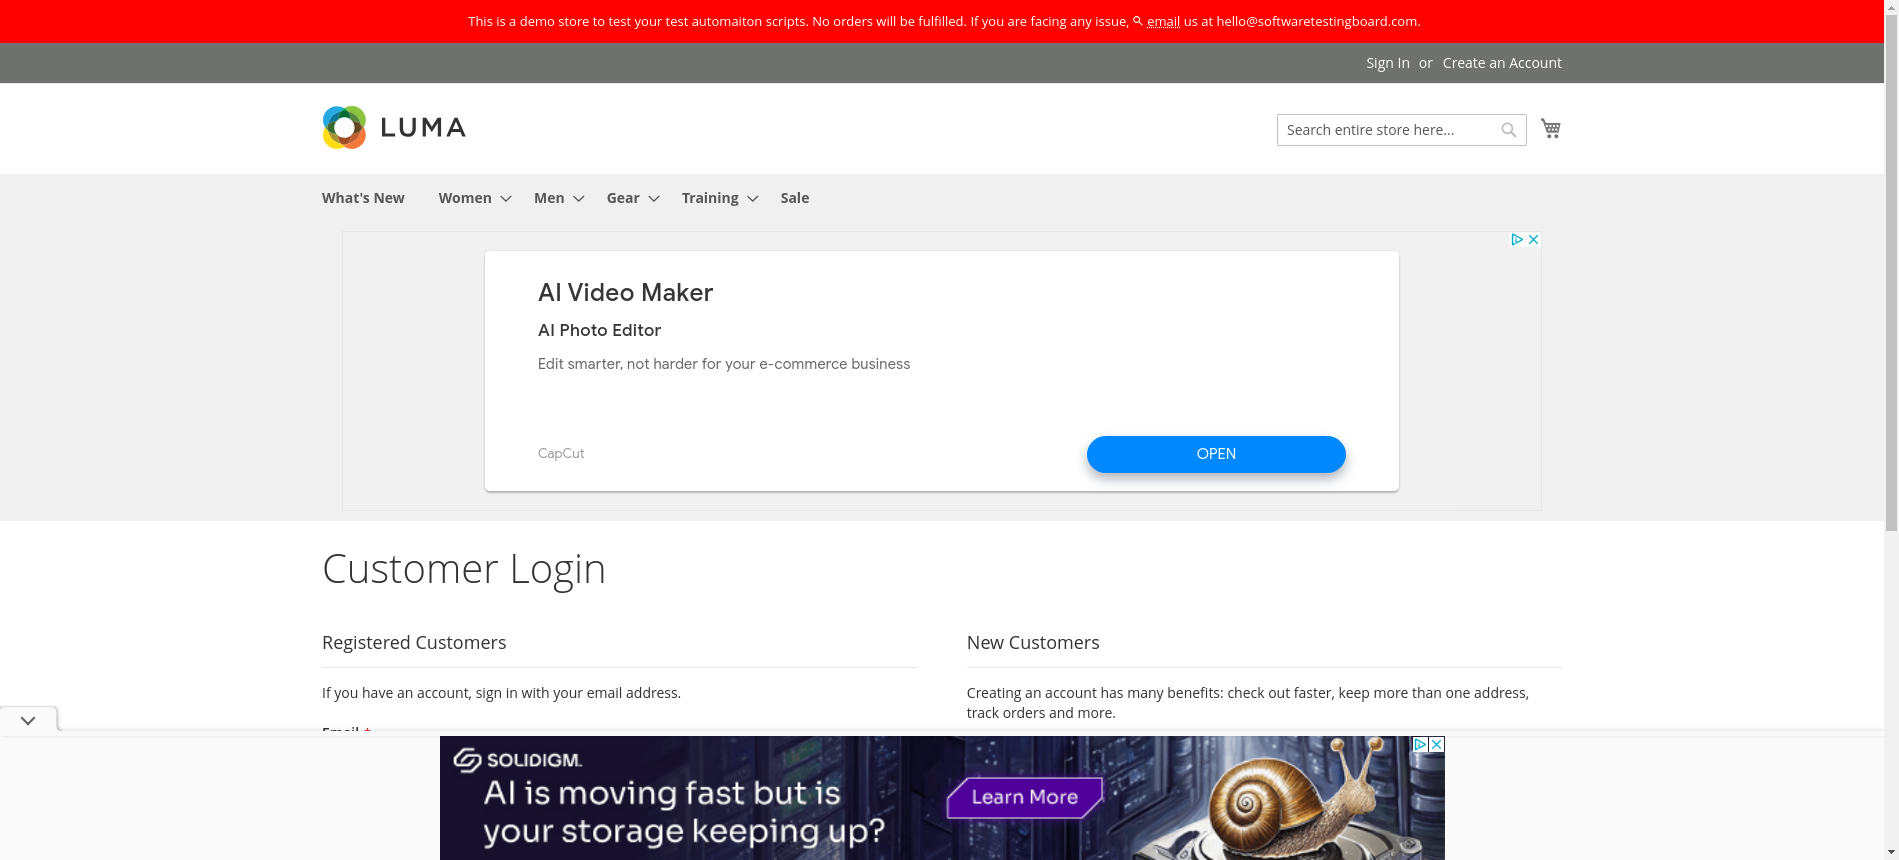 This is a demo store to test your test automaiton scripts. No orders will be fulfilled. If you are facing any issue, email us at hello@softwaretestingboard.com.
Sign In or Create an Account
LUMA
Search entire store here...
What's New Women Men Gear Training Sale
AI Video Maker
AI Photo Editor
Edit smarter, not harder for your e-commerce business
CapCut
OPEN
Customer Login
Registered Customers
If you have an account, sign in with your email address.
Email *
New Customers
Creating an account has many benefits: check out faster, keep more than one address,
track orders and more.
SOLIDIGM.
AI is moving fast but is
your storage keeping up?
Learn More